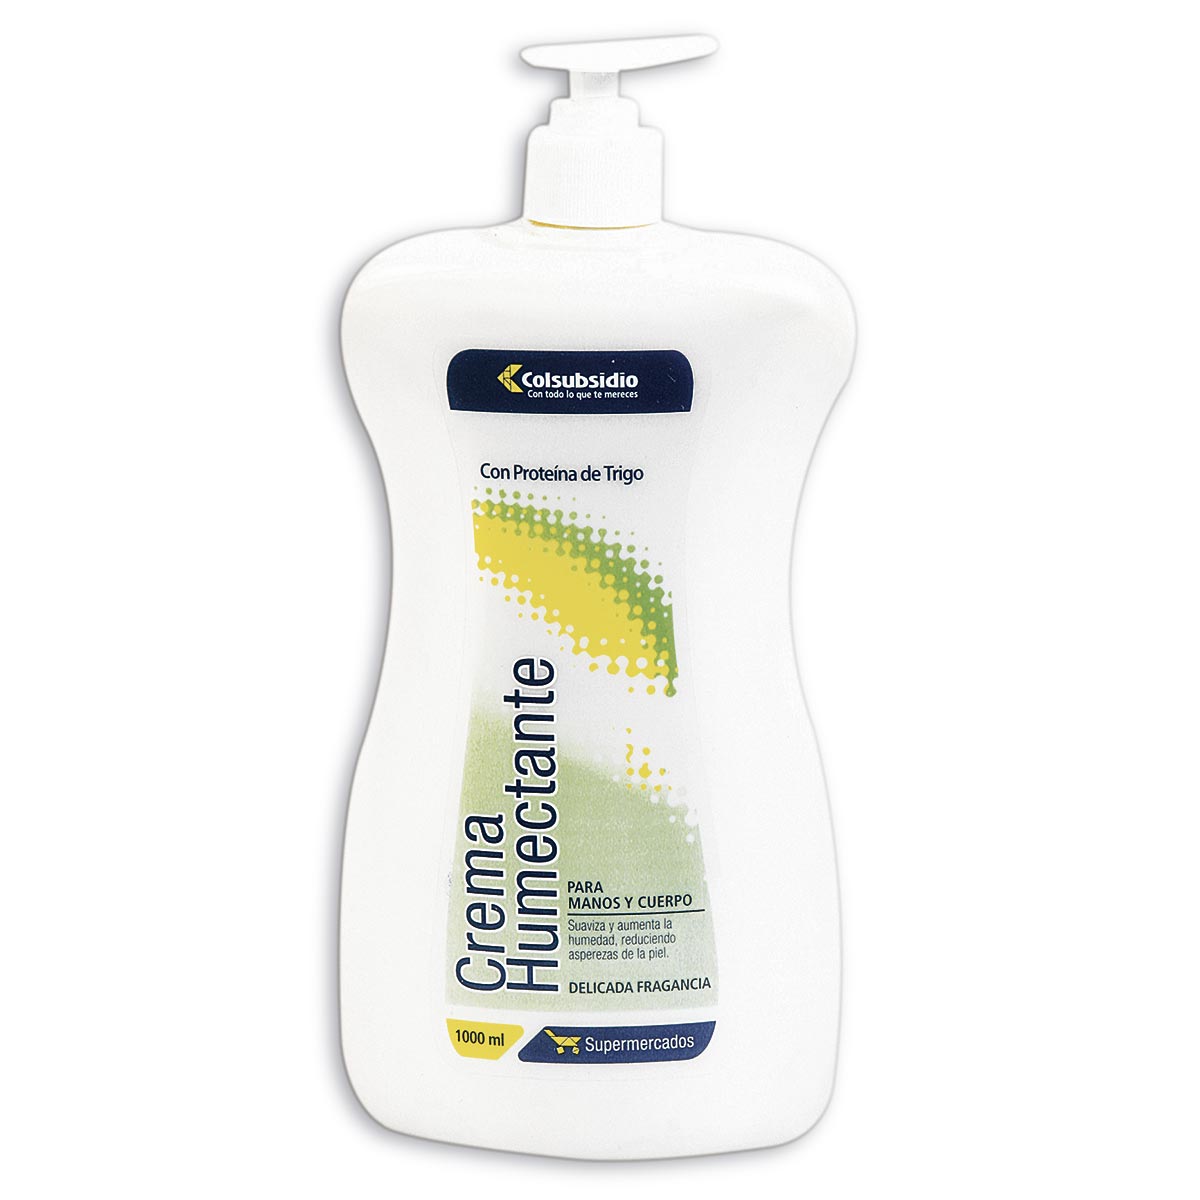 Colsubsidio
Con todo lo que te mereces
Con Proteína de Trigo
Crema
Humectante
PARA
MANOS Y CUERPO
Suaviza y aumenta la
humedad, reduciendo
asperezas de la piel.
DELICADA FRAGANCIA
1000 ml
Supermercados